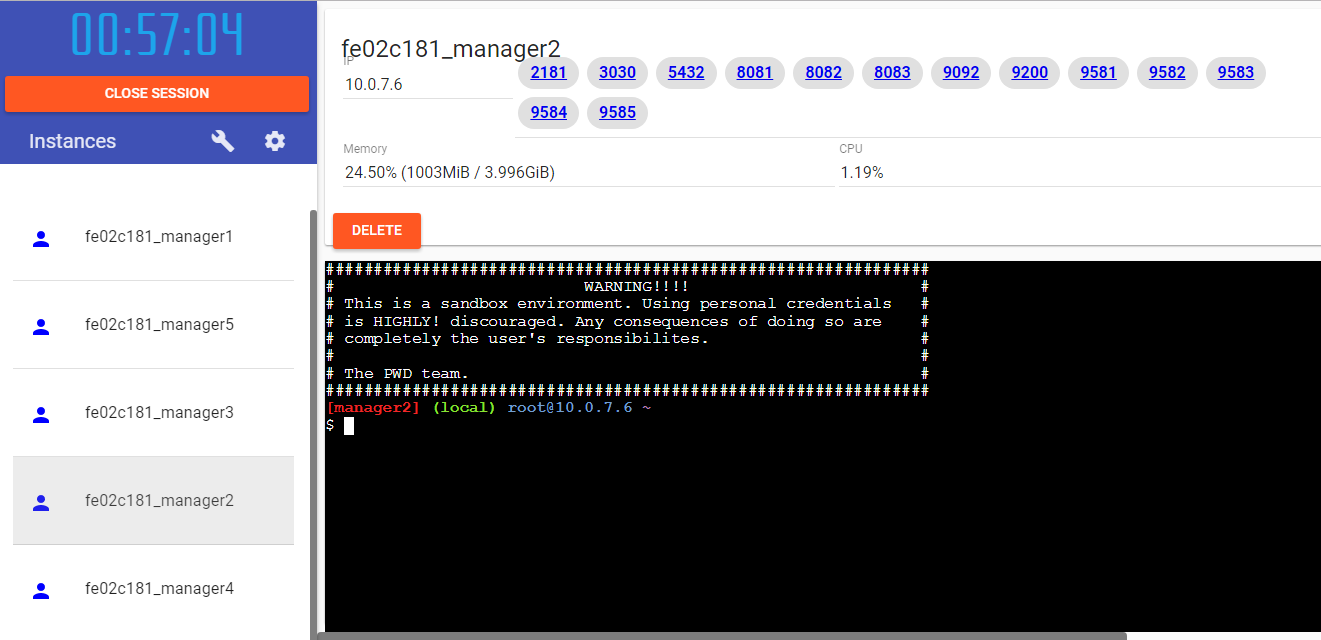 00:57:04
CLOSE SESSION
Instances
fe02c181_manager1
fe02c181_manager5
fe02c181_manager3
fe02c181_manager2
fe02c181_manager4
fe02c181_manager2
IP
10.0.7.6
2181 3030 5432 8081 8082 8083 9092 9200 9581 9582 9583
9584 9585
Memory
24.50% (1003MiB / 3.996GiB)
CPU
1.19%
DELETE
###############################################################
#                          WARNING!!!!                        #
# This is a sandbox environment. Using personal credentials   #
# is HIGHLY! discouraged. Any consequences of doing so are    #
# completely the user's responsibilites.                      #
#                                                             #
# The PWD team.                                               #
###############################################################
[manager2] (local) root@10.0.7.6 ~
$